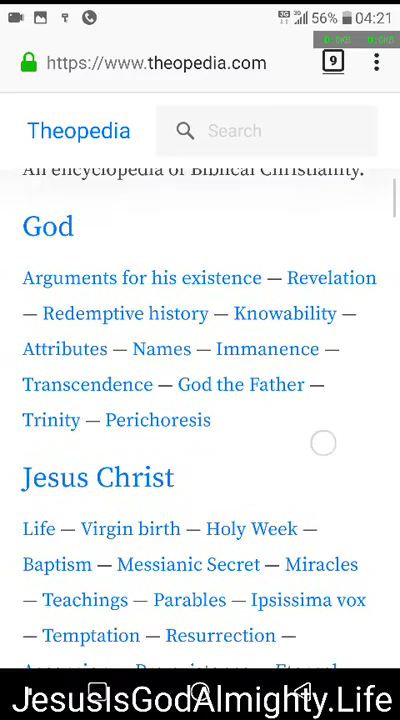 56% 04:21
https://www.theopedia.com 9
Theopedia Search
An encyclopedia of Biblical Christianity.
God
Arguments for his existence — Revelation
— Redemptive history — Knowability —
Attributes — Names — Immanence —
Transcendence — God the Father —
Trinity — Perichoresis
Jesus Christ
Life — Virgin birth — Holy Week —
Baptism — Messianic Secret — Miracles
— Teachings — Parables — Ipsissima vox
— Temptation — Resurrection —
JesusIsGodAlmighty.Life